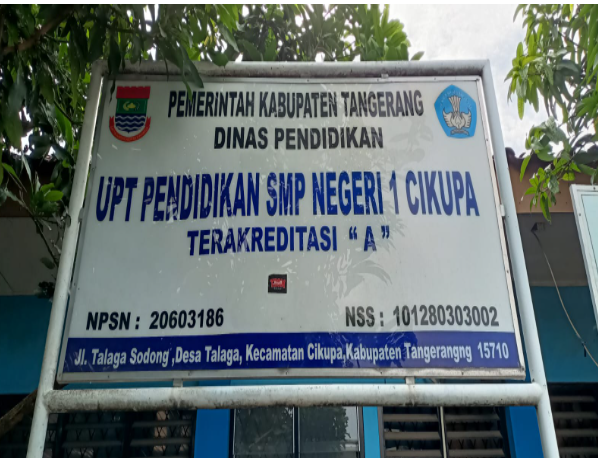 PEMERINTAH KABUPATEN TANGERANG
DINAS PENDIDIKAN
UPT PENDIDIKAN SMP NEGERI 1 CIKUPA
TERAKREDITASI “ A ”
NPSN : 20603186 NSS : 101280303002
Jl. Talaga Sodong ,Desa Talaga, Kecamatan Cikupa,Kabupaten Tangerangng 15710